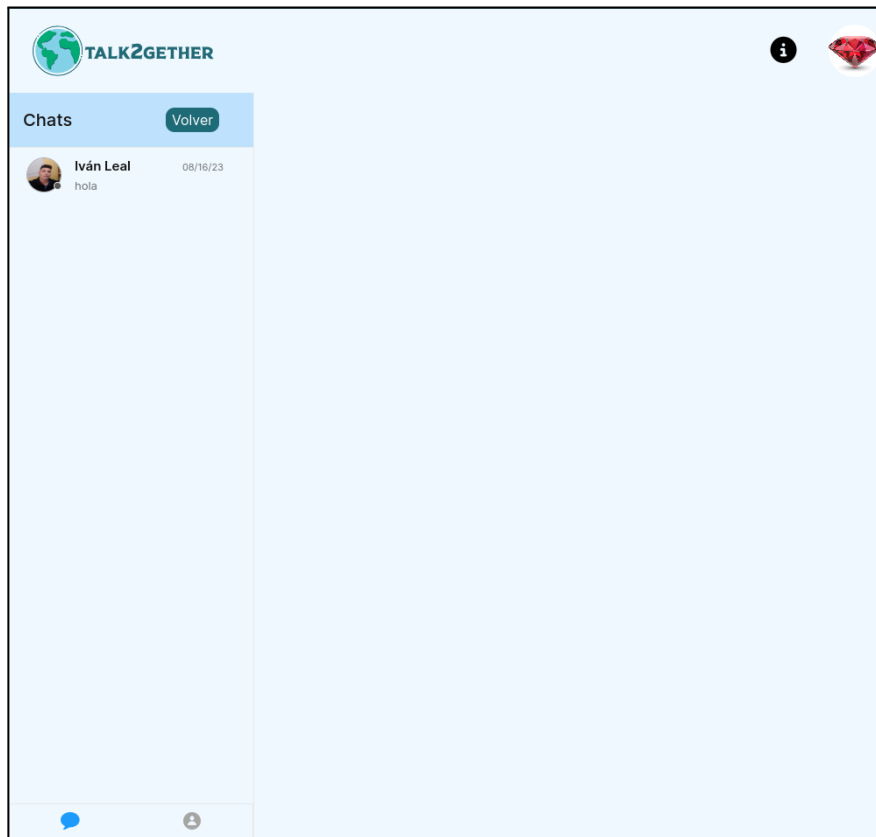 TALK2GETHER
Chats
Volver
Iván Leal
08/16/23
hola